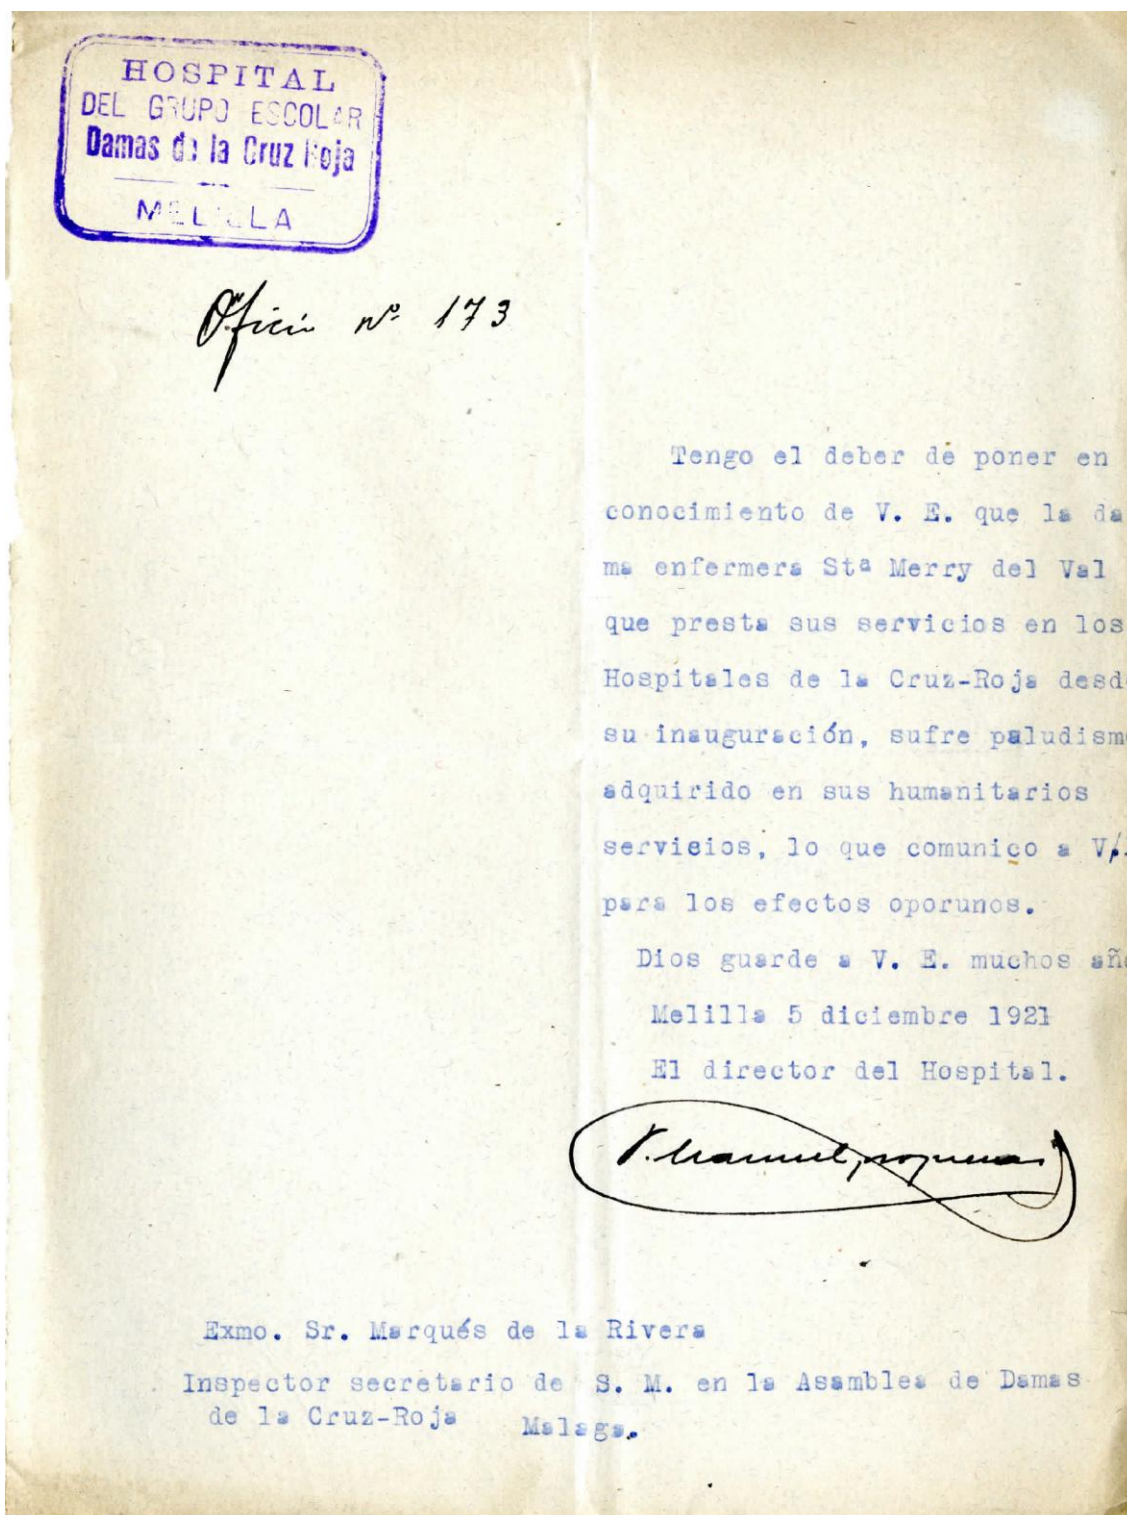 HOSPITAL
DEL GRUPO ESCOLAR
Damas de la Cruz Roja
MELILLA
Oficio nº 173
Tengo el deber de poner en
conocimiento de V. E. que la da
ma enfermera Stª Merry del Val
que presta sus servicios en los
Hospitales de la Cruz-Roja desde
su inauguración, sufre paludismo
adquirido en sus humanitarios
servicios, lo que comunico a V.
para los efectos oporunos.
Dios guarde a V. E. muchos añ
Melilla 5 diciembre 1921
El director del Hospital.
Exmo. Sr. Marqués de la Rivera
Inspector secretario de S. M. en la Asamblea de Damas
de la Cruz-Roja Malaga.